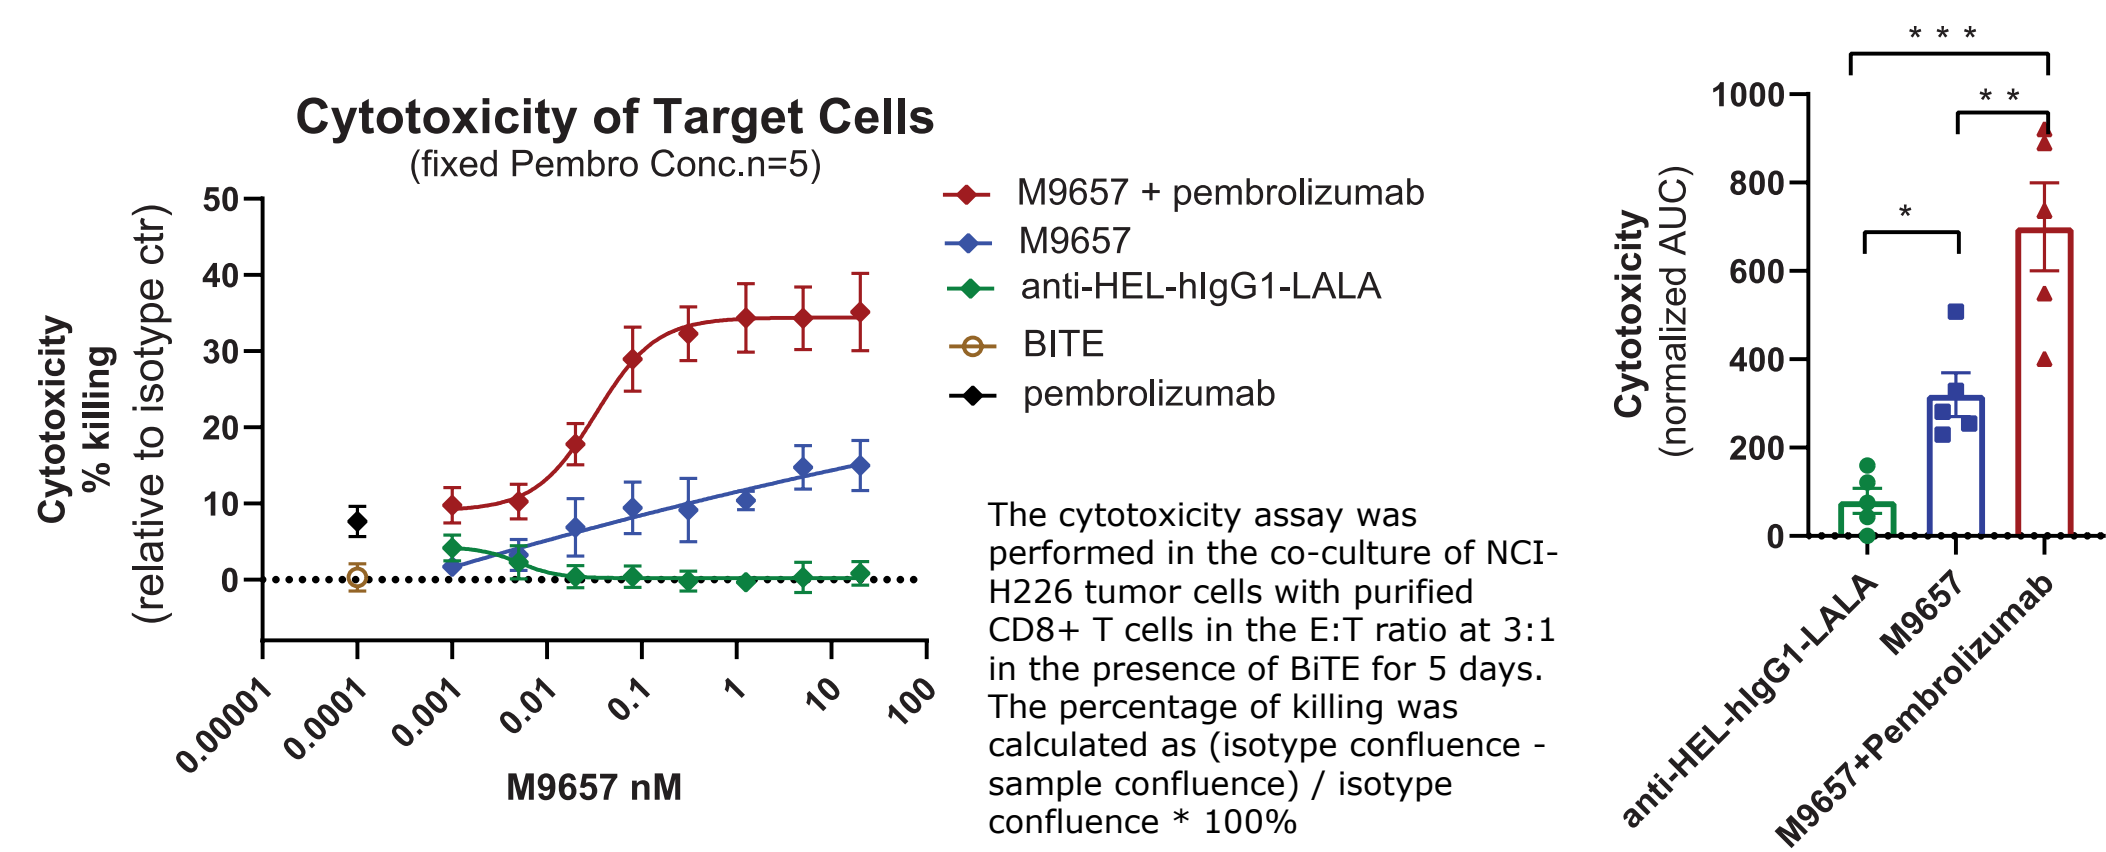 Cytotoxicity of Target Cells
(fixed Pembro Conc.n=5)
Cytotoxicity
% killing
(relative to isotype ctr)
50
40
30
20
10
0
0.00001
0.0001
0.001
0.01
0.1
1
10
100
M9657 nM
M9657 + pembrolizumab
M9657
anti-HEL-hIgG1-LALA
BITE
pembrolizumab
The cytotoxicity assay was
performed in the co-culture of NCI-
H226 tumor cells with purified
CD8+ T cells in the E:T ratio at 3:1
in the presence of BiTE for 5 days.
The percentage of killing was
calculated as (isotype confluence -
sample confluence) / isotype
confluence * 100%
Cytotoxicity
(normalized AUC)
1000
800
600
400
200
0
* * *
* *
*
anti-HEL-hIgG1-LALA
M9657
M9657+Pembrolizumab